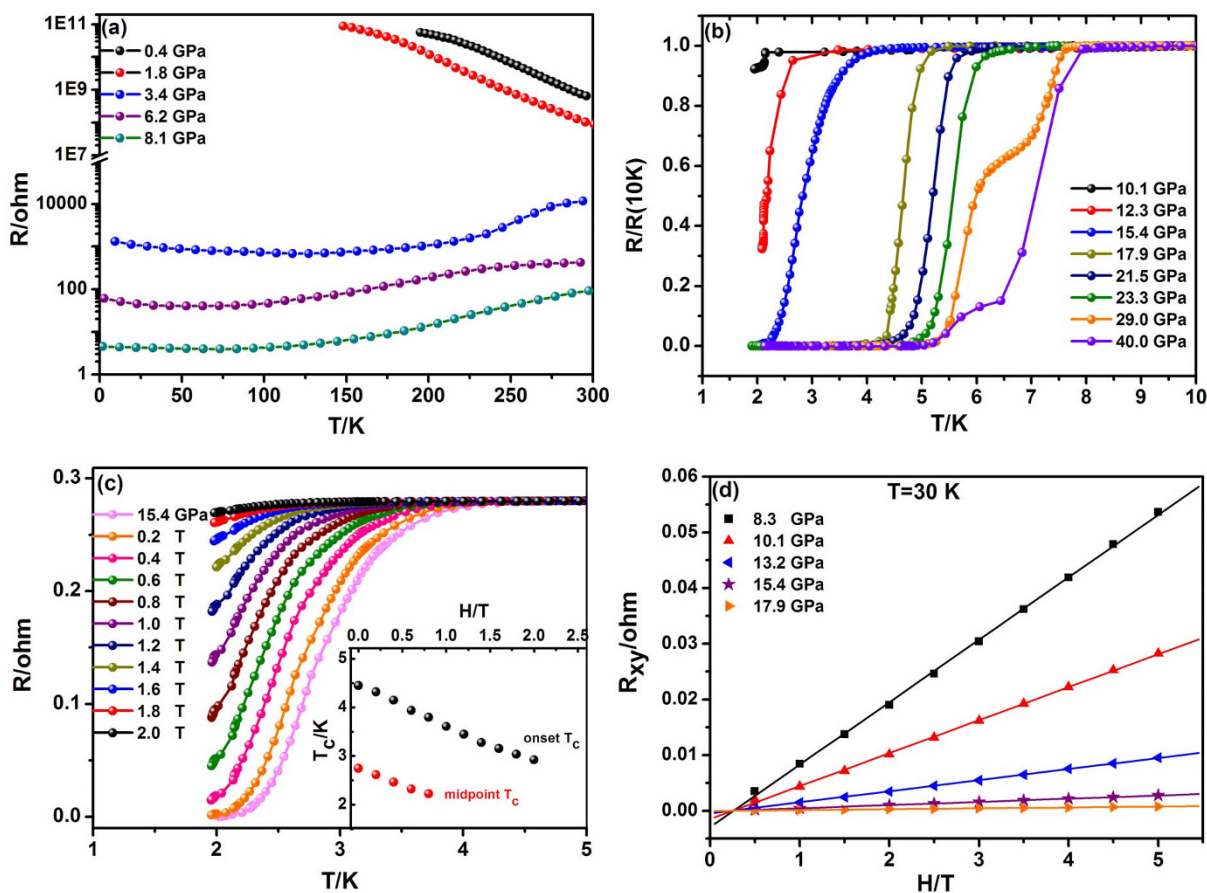 (a)
1E11
1E9
1E7
10000
100
1
R/ohm
0.4 GPa
1.8 GPa
3.4 GPa
6.2 GPa
8.1 GPa
0 50 100 150 200 250 300
T/K
(b)
1.0
0.8
0.6
0.4
0.2
0.0
R/R(10K)
10.1 GPa
12.3 GPa
15.4 GPa
17.9 GPa
21.5 GPa
23.3 GPa
29.0 GPa
40.0 GPa
1 2 3 4 5 6 7 8 9 10
T/K
(c)
0.3
0.2
0.1
0.0
R/ohm
15.4 GPa
0.2 T
0.4 T
0.6 T
0.8 T
1.0 T
1.2 T
1.4 T
1.6 T
1.8 T
2.0 T
H/T
0.0 0.5 1.0 1.5 2.0 2.5
5
4
3
2
Tc/K
onset Tc
midpoint Tc
1 2 3 4 5
T/K
(d)
T=30 K
0.06
0.05
0.04
0.03
0.02
0.01
0.00
Rxy/ohm
8.3 GPa
10.1 GPa
13.2 GPa
15.4 GPa
17.9 GPa
0 1 2 3 4 5
H/T